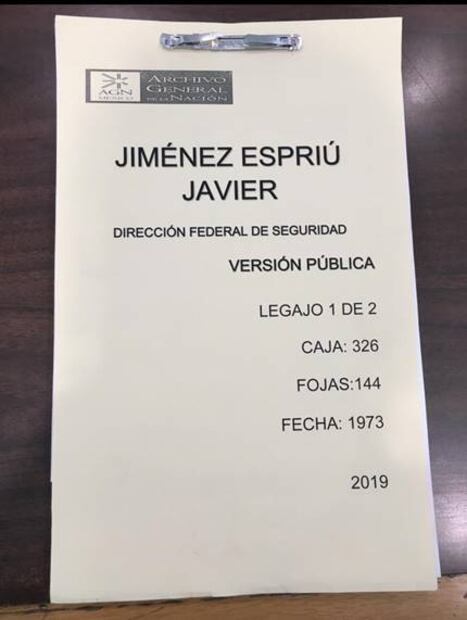 AGN
MÉXICO
ARCHIVO
GENERAL
DE LA NACIÓN
JIMÉNEZ ESPRIÚ
JAVIER
DIRECCIÓN FEDERAL DE SEGURIDAD
VERSIÓN PÚBLICA
LEGAJO 1 DE 2
CAJA: 326
FOJAS:144
FECHA: 1973
2019